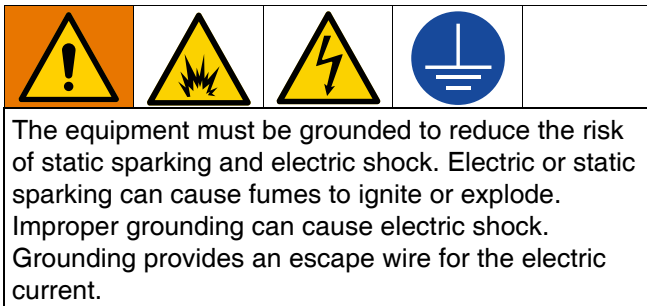 The equipment must be grounded to reduce the risk
of static sparking and electric shock. Electric or static
sparking can cause fumes to ignite or explode.
Improper grounding can cause electric shock.
Grounding provides an escape wire for the electric
current.